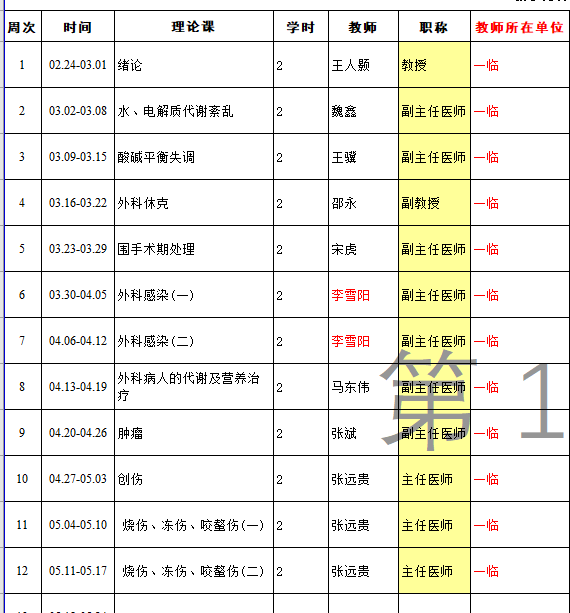 周次 时间 理论课 学时 教师 职称 教师所在单位
1 02.24-03.01 绪论 2 王人颢 教授 一临
2 03.02-03.08 水、电解质代谢紊乱 2 魏鑫 副主任医师 一临
3 03.09-03.15 酸碱平衡失调 2 王骥 副主任医师 一临
4 03.16-03.22 外科休克 2 邵永 副教授 一临
5 03.23-03.29 围手术期处理 2 宋虎 副主任医师 一临
6 03.30-04.05 外科感染(一) 2 李雪阳 副主任医师 一临
7 04.06-04.12 外科感染(二) 2 李雪阳 副主任医师 一临
8 04.13-04.19 外科病人的代谢及营养治 2 马东伟 副主任医师 一临
疗
第 1
9 04.20-04.26 肿瘤 2 张斌 副主任医师 一临
10 04.27-05.03 创伤 2 张远贵 主任医师 一临
11 05.04-05.10 烧伤、冻伤、咬螫伤(一) 2 张远贵 主任医师 一临
12 05.11-05.17 烧伤、冻伤、咬螫伤(二) 2 张远贵 主任医师 一临